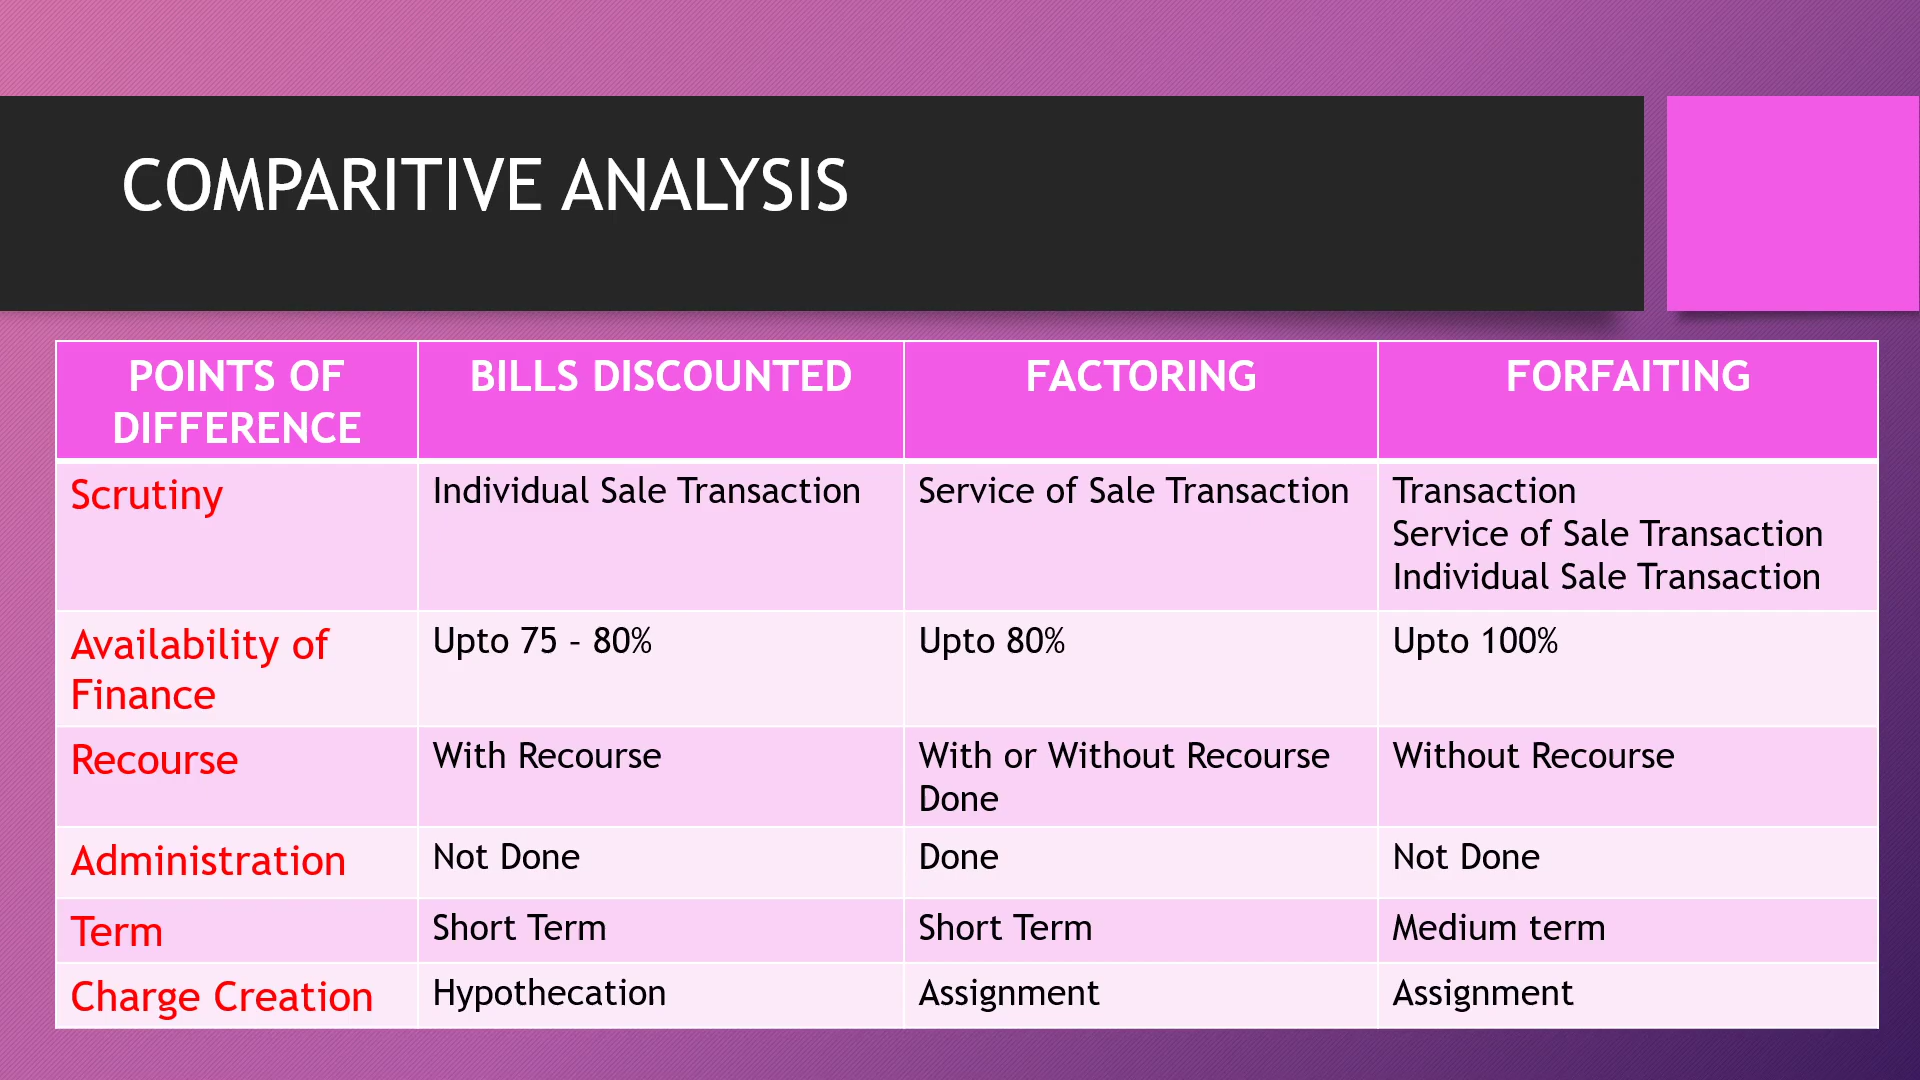 COMPARITIVE ANALYSIS
POINTS OF
DIFFERENCE
BILLS DISCOUNTED
FACTORING
FORFAITING
Scrutiny
Individual Sale Transaction
Service of Sale Transaction
Transaction
Service of Sale Transaction
Individual Sale Transaction
Availability of
Finance
Upto 75 – 80%
Upto 80%
Upto 100%
Recourse
With Recourse
With or Without Recourse
Done
Without Recourse
Administration
Not Done
Done
Not Done
Term
Short Term
Short Term
Medium term
Charge Creation
Hypothecation
Assignment
Assignment